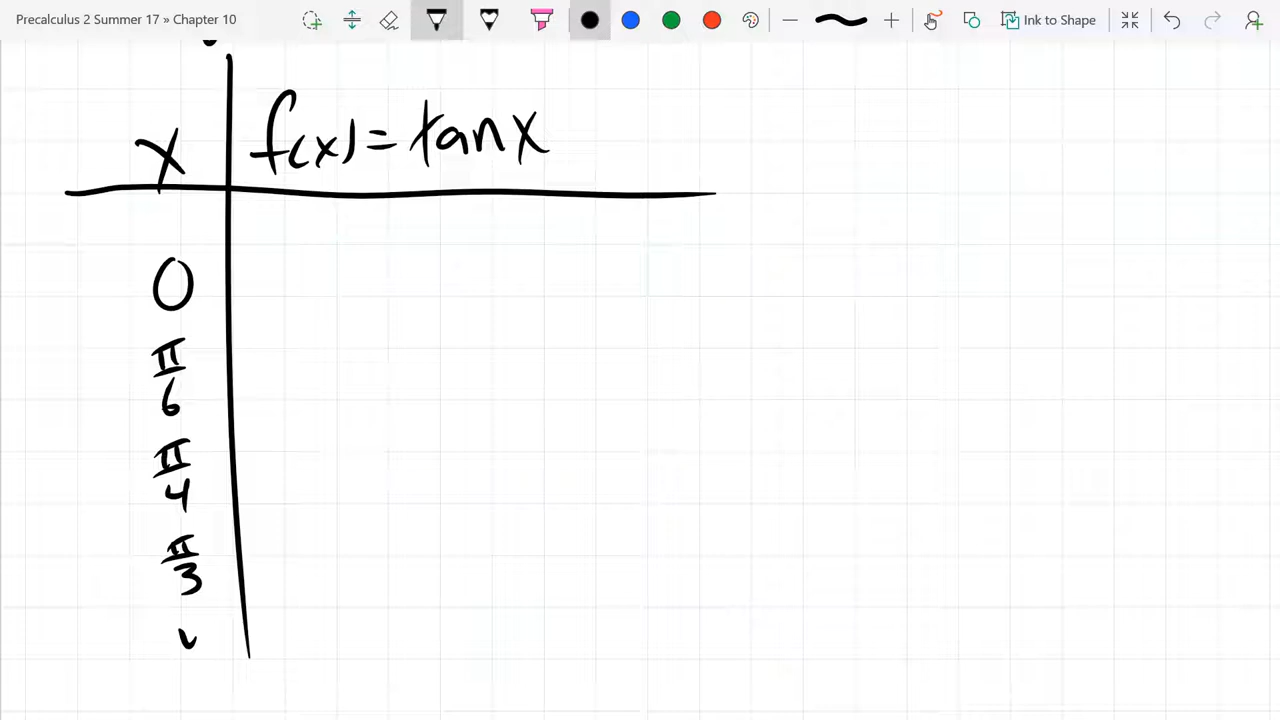 Precalculus 2 Summer 17 » Chapter 10
Ink to Shape
x f(x) = tan x
0
π/6
π/4
π/3